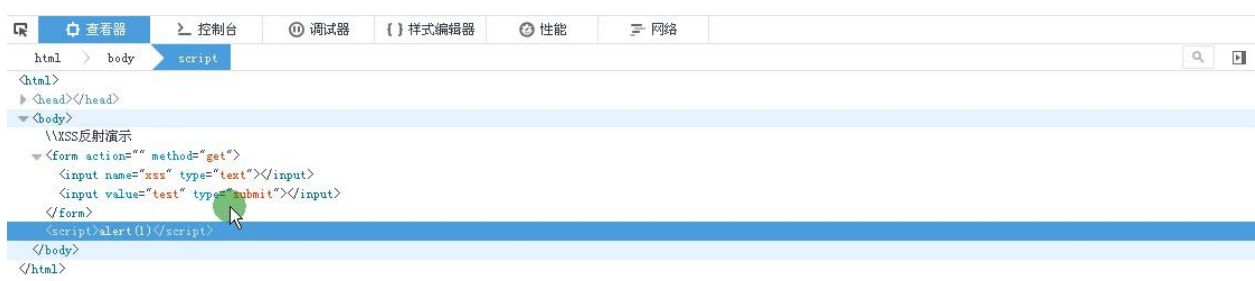 查看器 控制台 调试器 { } 样式编辑器 性能 网络
html body script
<html>
<head></head>
<body>
\\XSS反射演示
<form action="" method="get">
<input name="xss" type="text"></input>
<input value="test" type="submit"></input>
</form>
<script>alert(1)</script>
</body>
</html>